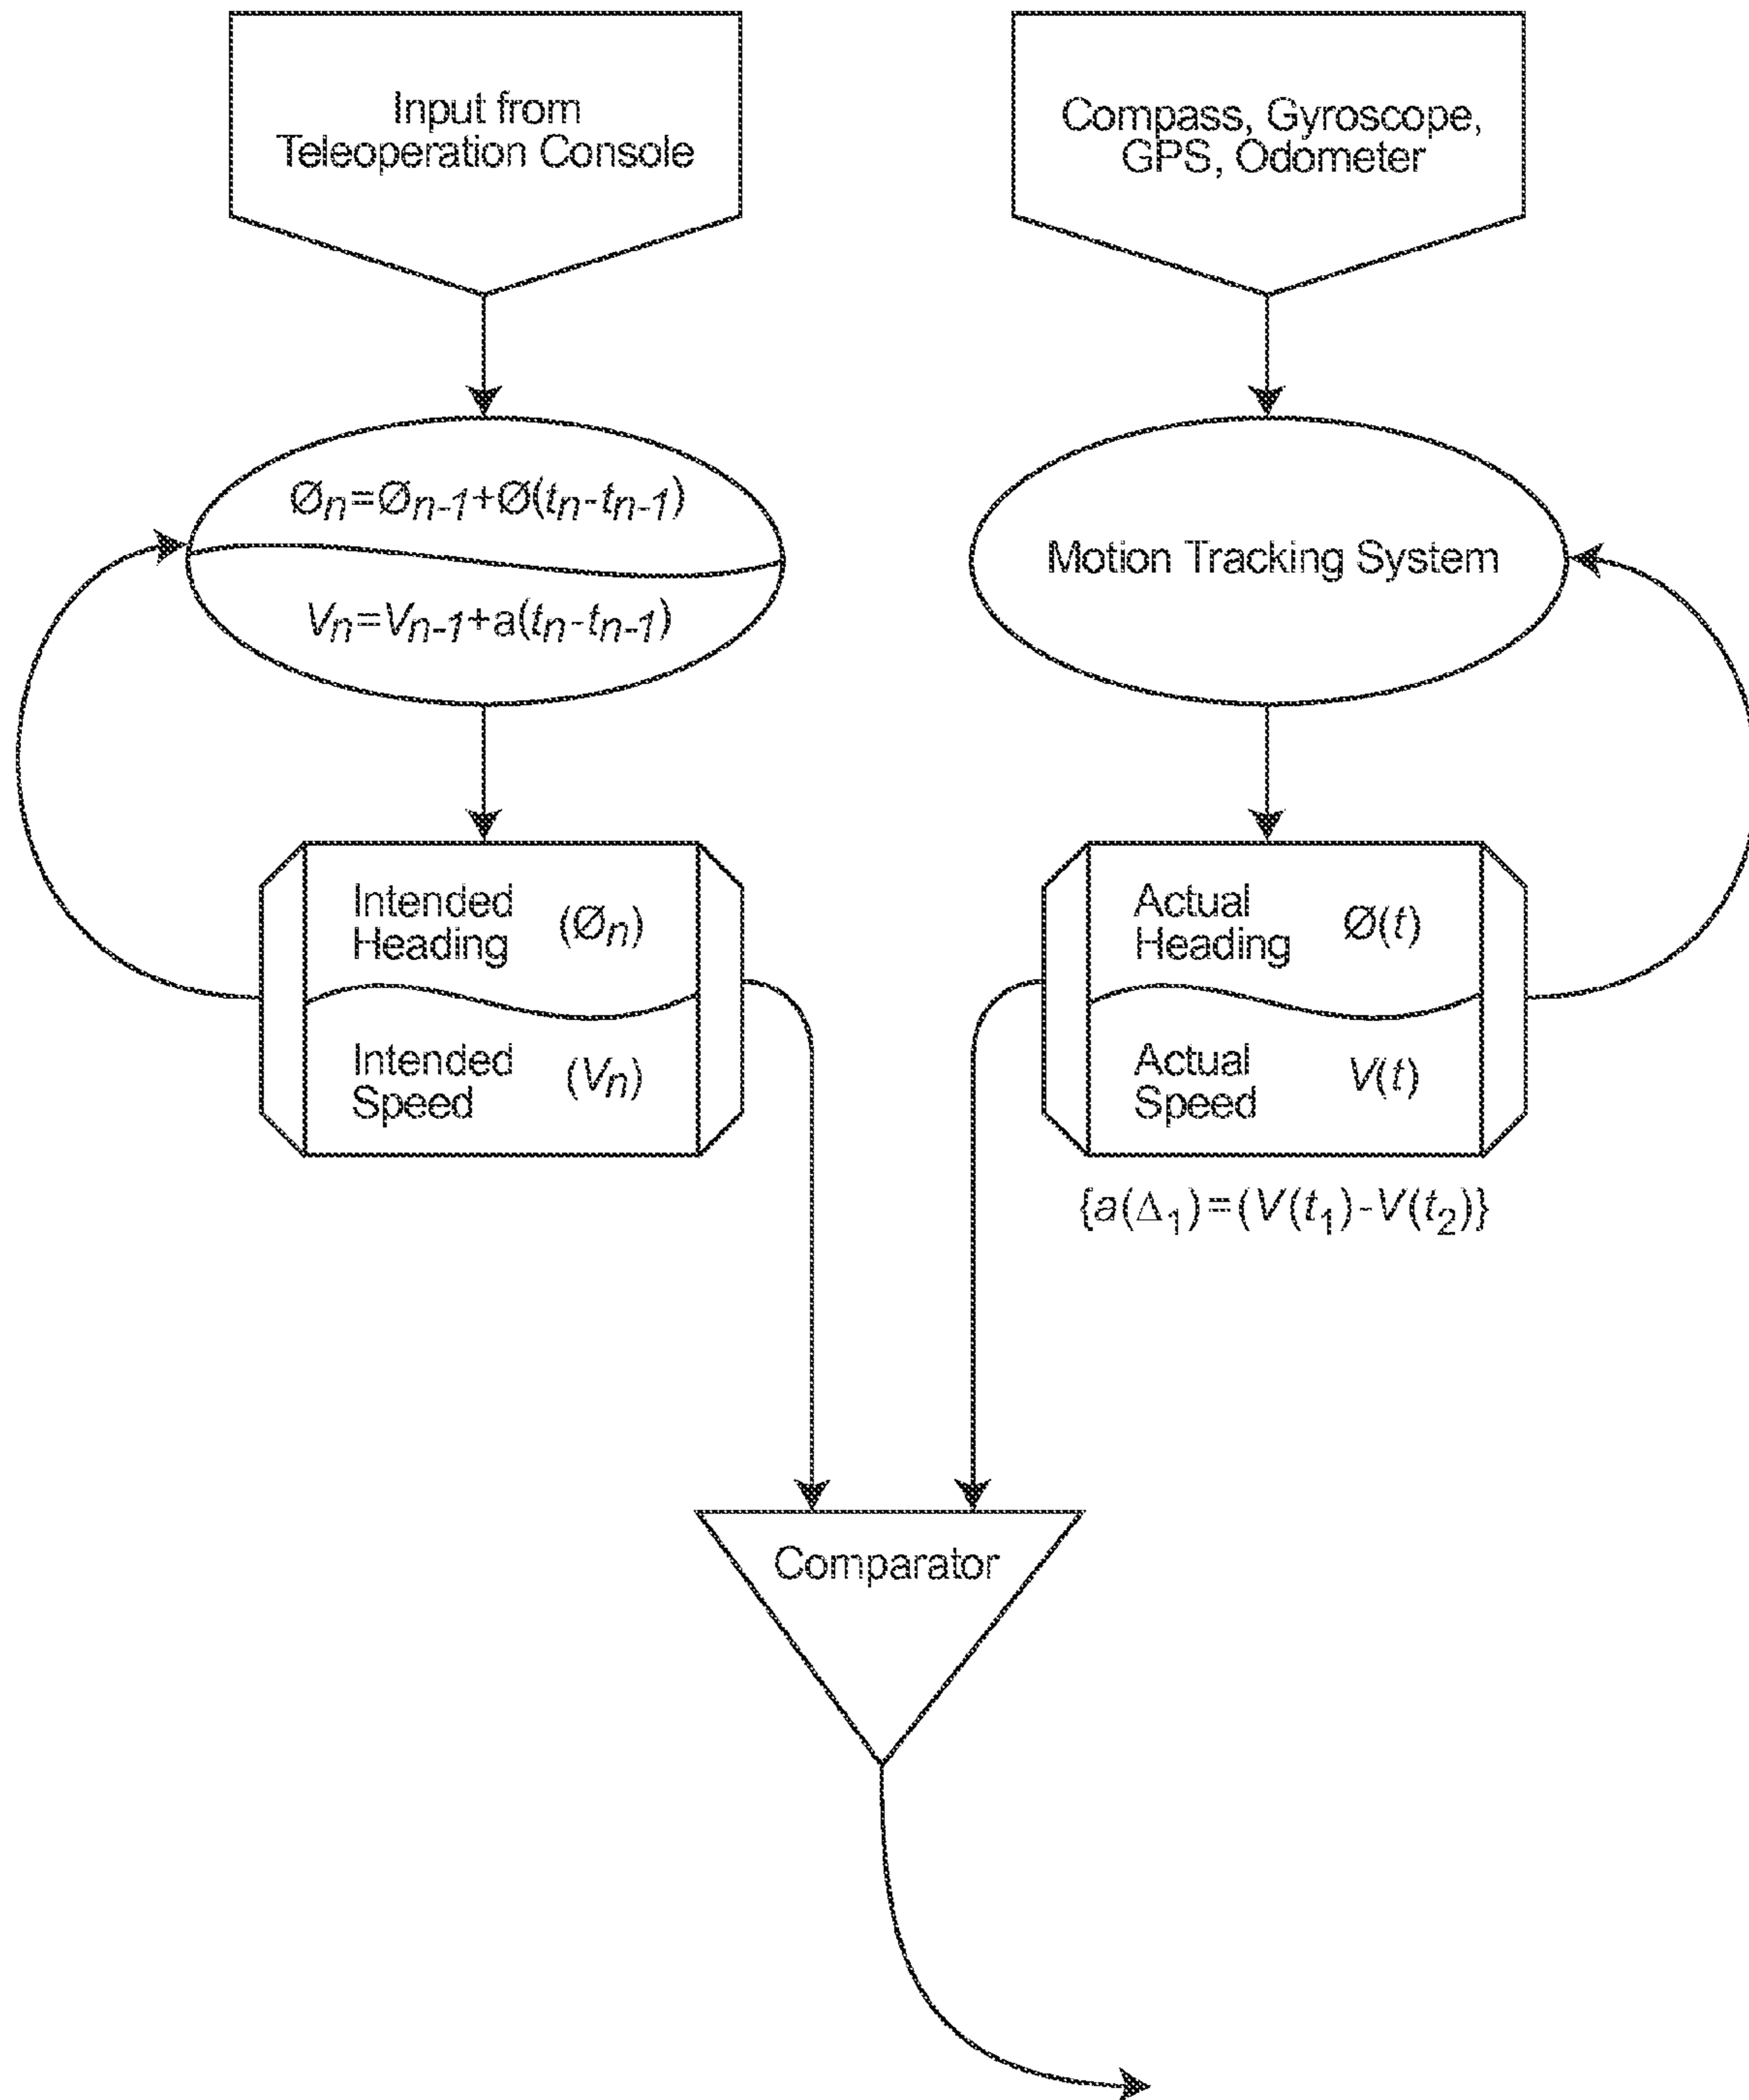 Input from
Teleoperation Console
Compass, Gyroscope,
GPS, Odometer
Øn=Øn-1+Ø(tn-tn-1)
Vn=Vn-1+a(tn-tn-1)
Motion Tracking System
Intended
Heading (Øn)
Intended
Speed (Vn)
Actual
Heading Ø(t)
Actual
Speed V(t)
{a(Δ1)=(V(t1)-V(t2)}
Comparator